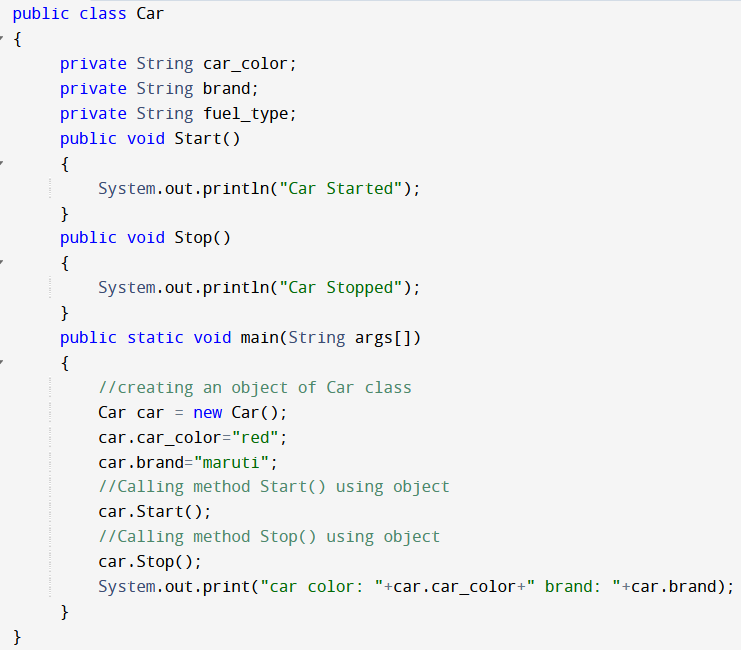 public class Car
{
private String car_color;
private String brand;
private String fuel_type;
public void Start()
{
System.out.println("Car Started");
}
public void Stop()
{
System.out.println("Car Stopped");
}
public static void main(String args[])
{
//creating an object of Car class
Car car = new Car();
car.car_color="red";
car.brand="maruti";
//Calling method Start() using object
car.Start();
//Calling method Stop() using object
car.Stop();
System.out.print("car color: "+car.car_color+" brand: "+car.brand);
}
}